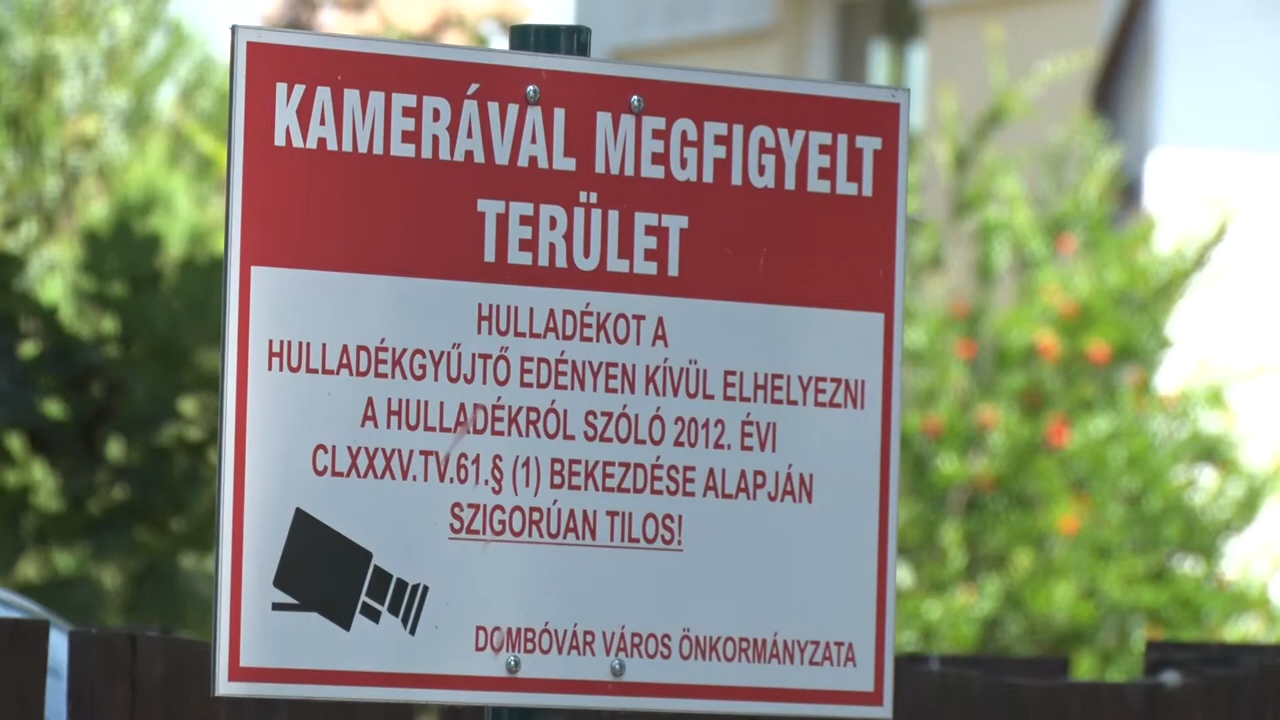 KAMERÁVAL MEGFIGYELT
TERÜLET
HULLADÉKOT A
HULLADÉKGYŰJTŐ EDÉNYEN KÍVÜL ELHELYEZNI
A HULLADÉKRÓL SZÓLÓ 2012. ÉVI
CLXXXV.TV.61.§ (1) BEKEZDÉSE ALAPJÁN
SZIGORÚAN TILOS!
DOMBÓVÁR VÁROS ÖNKORMÁNYZATA